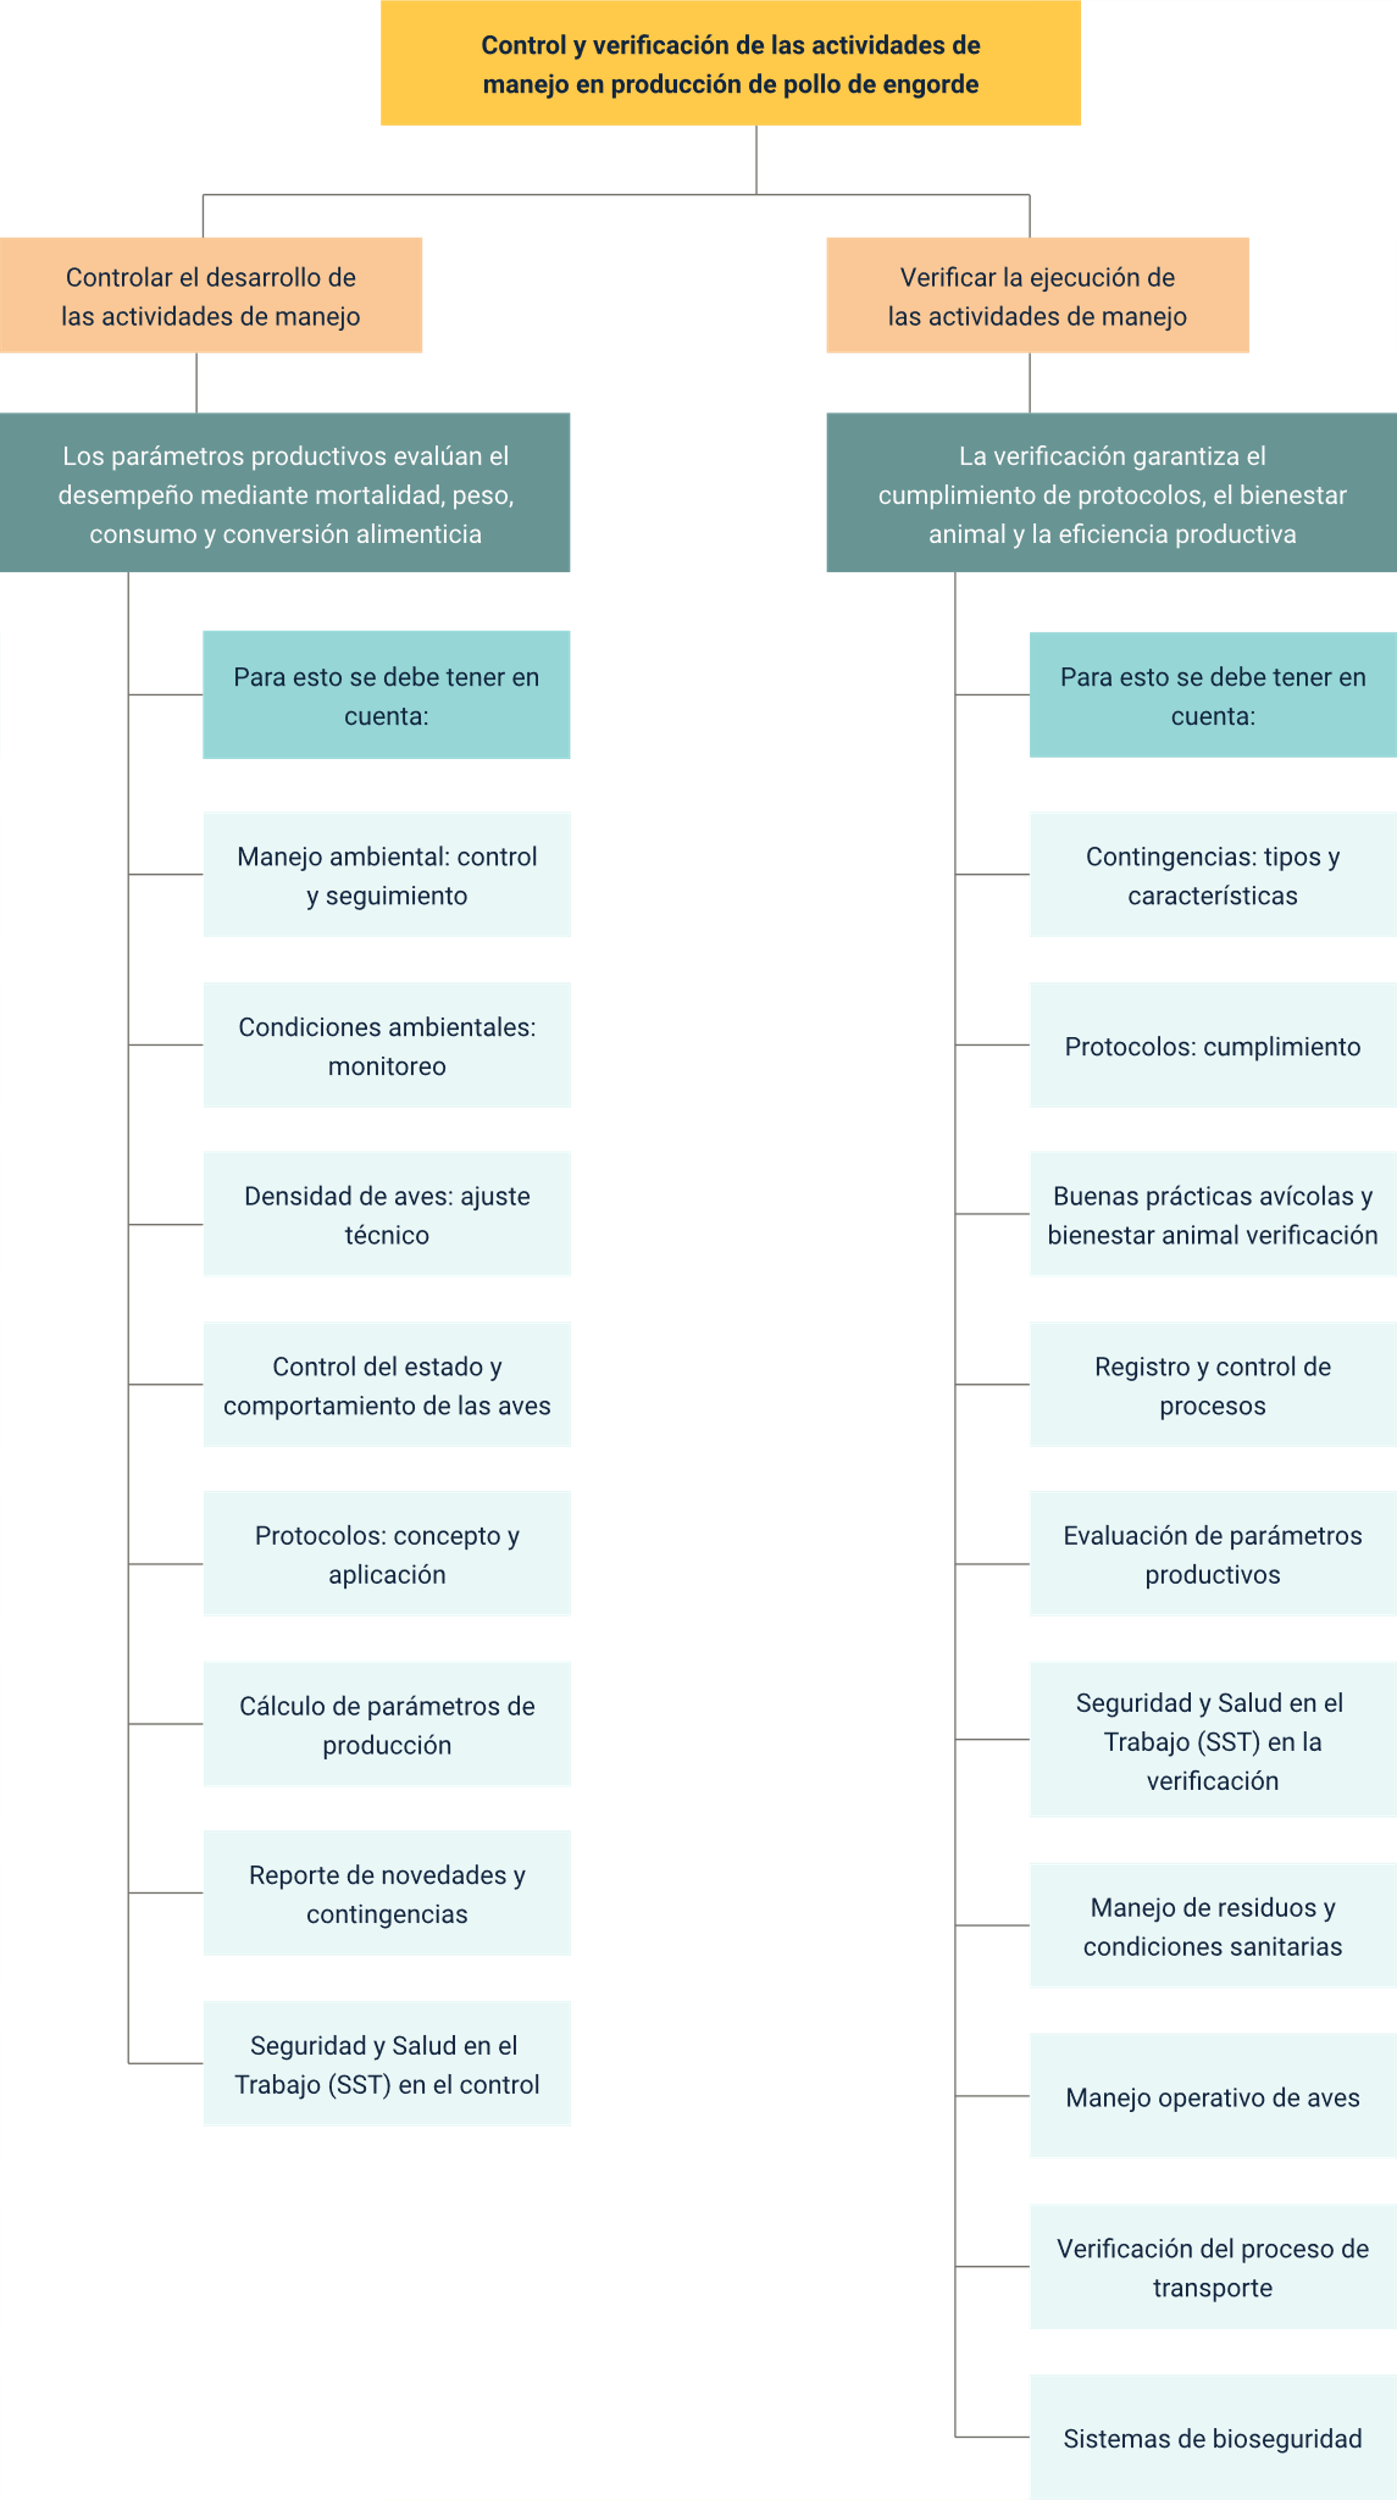 Control y verificación de las actividades de
manejo en producción de pollo de engorde
Controlar el desarrollo de
las actividades de manejo
Los parámetros productivos evalúan el
desempeño mediante mortalidad, peso,
consumo y conversión alimenticia
Para esto se debe tener en
cuenta:
Manejo ambiental: control
y seguimiento
Condiciones ambientales:
monitoreo
Densidad de aves: ajuste
técnico
Control del estado y
comportamiento de las aves
Protocolos: concepto y
aplicación
Cálculo de parámetros de
producción
Reporte de novedades y
contingencias
Seguridad y Salud en el
Trabajo (SST) en el control
Verificar la ejecución de
las actividades de manejo
La verificación garantiza el
cumplimiento de protocolos, el bienestar
animal y la eficiencia productiva
Para esto se debe tener en
cuenta:
Contingencias: tipos y
características
Protocolos: cumplimiento
Buenas prácticas avícolas y
bienestar animal verificación
Registro y control de
procesos
Evaluación de parámetros
productivos
Seguridad y Salud en el
Trabajo (SST) en la
verificación
Manejo de residuos y
condiciones sanitarias
Manejo operativo de aves
Verificación del proceso de
transporte
Sistemas de bioseguridad